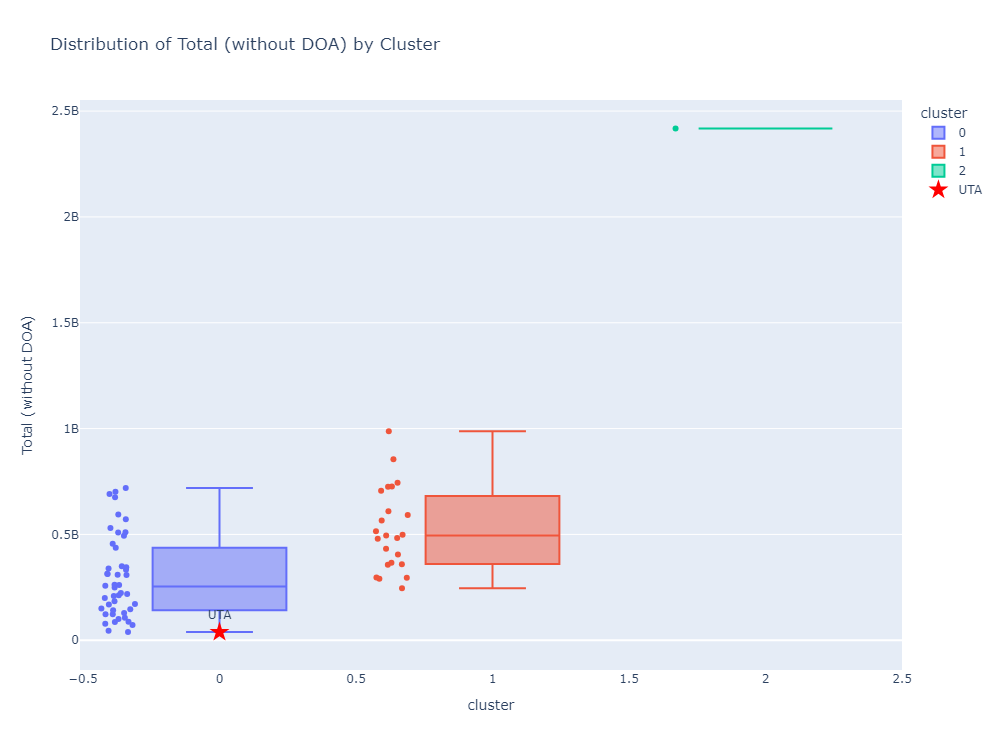 Distribution of Total (without DOA) by Cluster
2.5B
2B
1.5B
1B
0.5B
0
Total (without DOA)
UTA
−0.5
0
0.5
1
1.5
2
2.5
cluster
cluster
0
1
2
UTA